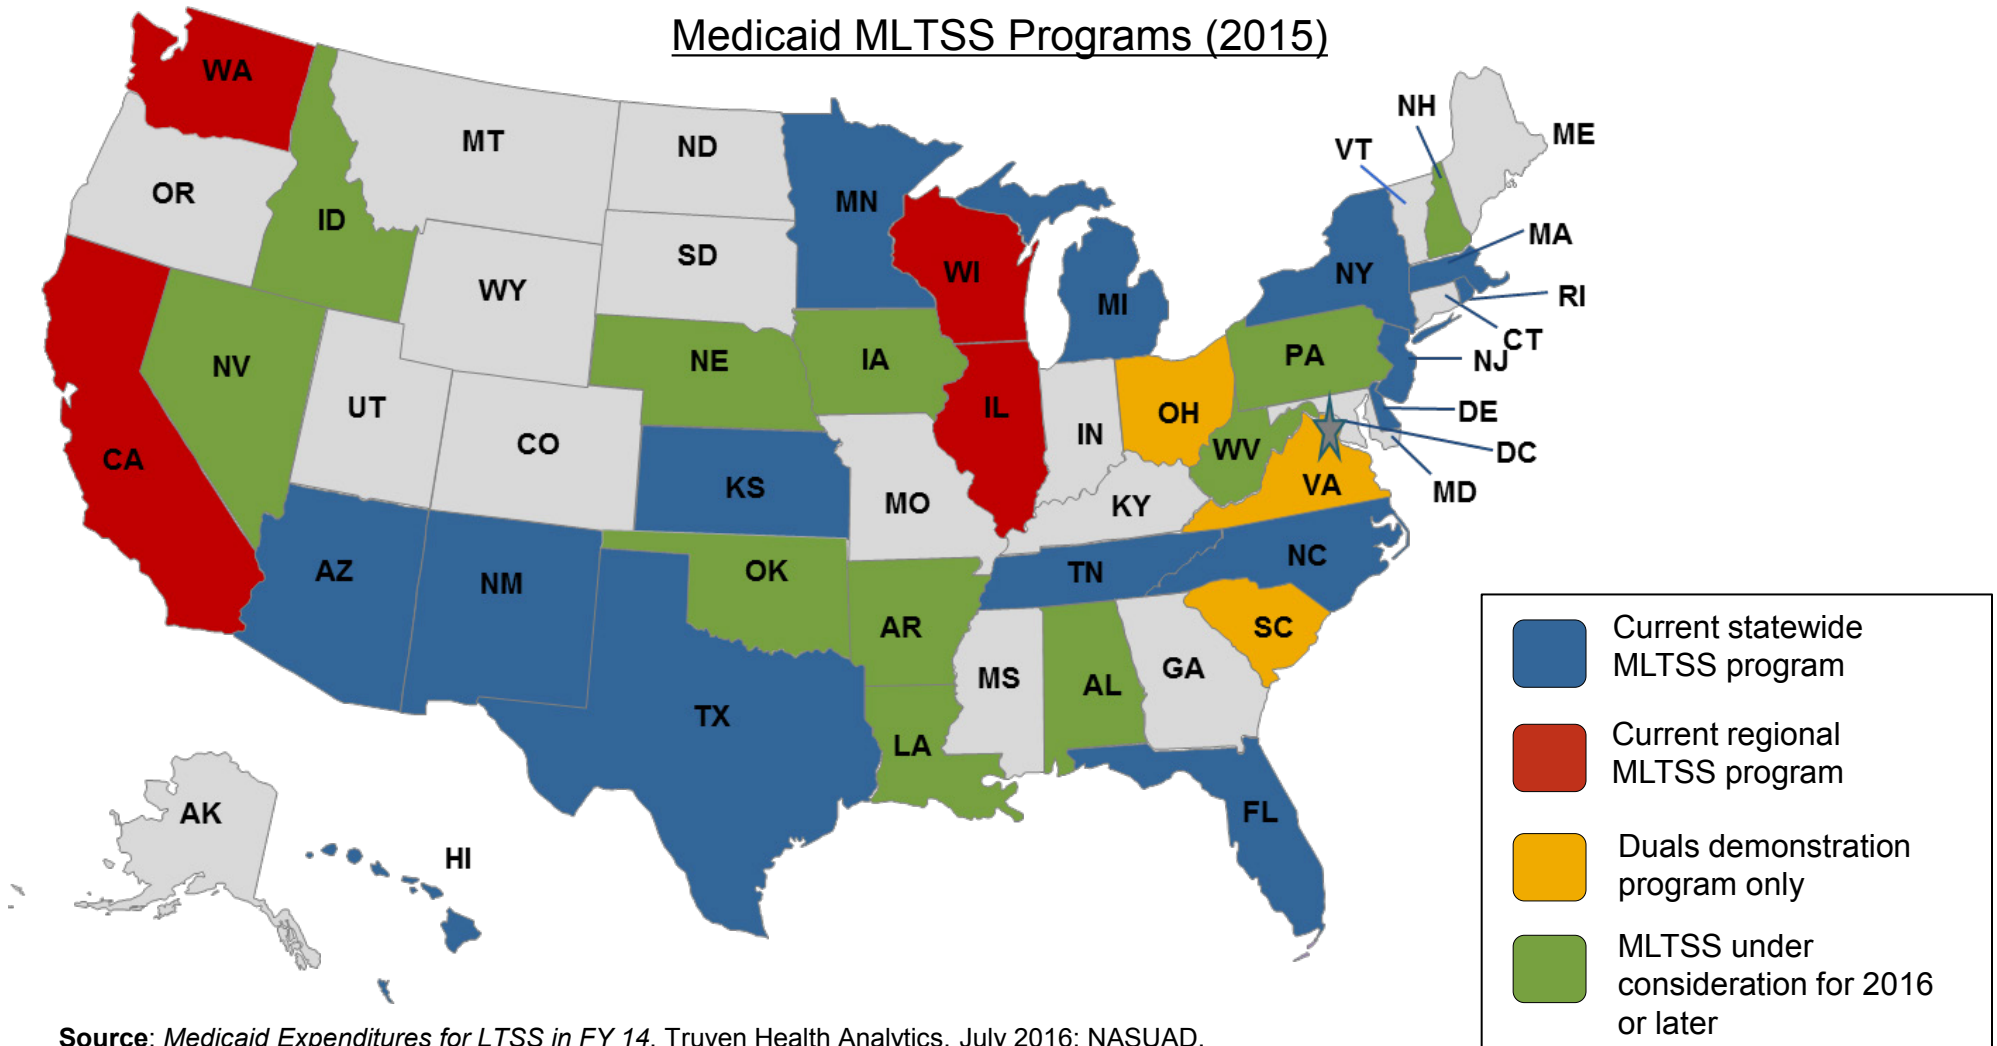 Medicaid MLTSS Programs (2015)
WA
MT
ND
MN
OR
ID
WY
SD
WI
MI
NY
VT
NH
ME
MA
RI
CT
NJ
NV
UT
CO
NE
IA
IL
IN
OH
PA
DE
DC
MD
CA
KS
MO
KY
WV
VA
AZ
NM
OK
AR
TN
NC
SC
TX
LA
MS
AL
GA
FL
AK
HI
Current statewide
MLTSS program
Current regional
MLTSS program
Duals demonstration
program only
MLTSS under
consideration for 2016
or later
Source: Medicaid Expenditures for LTSS in FY 14. Truven Health Analytics. July 2016; NASUAD.